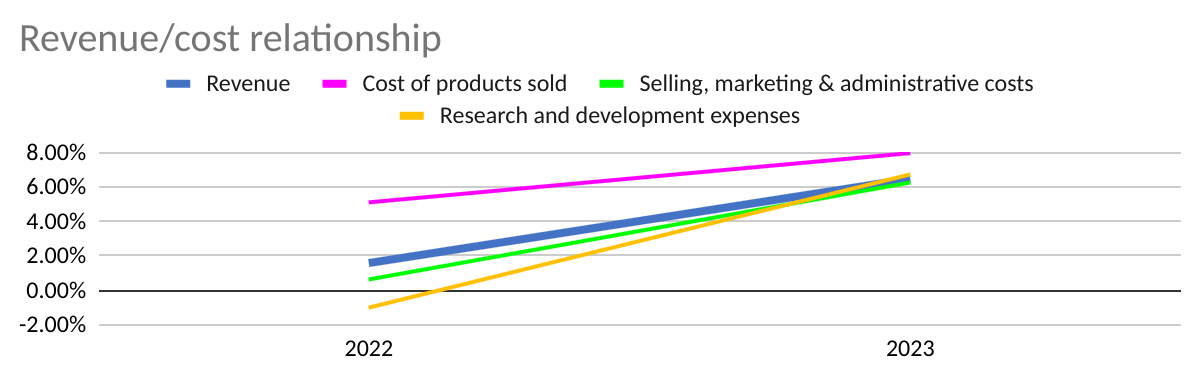 Revenue/cost relationship
Revenue Cost of products sold Selling, marketing & administrative costs
Research and development expenses
8.00%
6.00%
4.00%
2.00%
0.00%
-2.00%
2022 2023